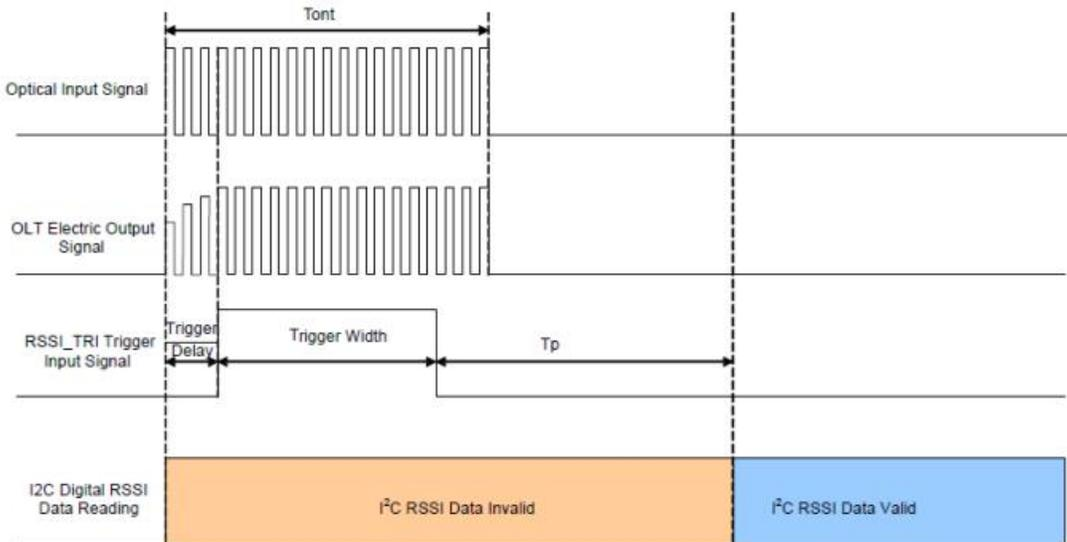 Tont
Optical Input Signal
OLT Electric Output
Signal
RSSI_TRI Trigger
Input Signal
Trigger
Delay
Trigger Width
Tp
I2C Digital RSSI
Data Reading
I²C RSSI Data Invalid
I²C RSSI Data Valid